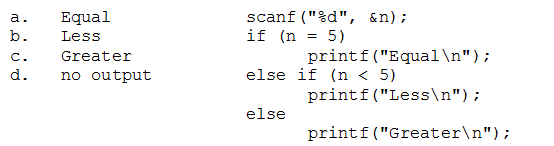 a. Equal scanf("%d", &n);
b. Less if (n = 5)
c. Greater printf("Equal\n");
d. no output else if (n < 5)
printf("Less\n");
else
printf("Greater\n");